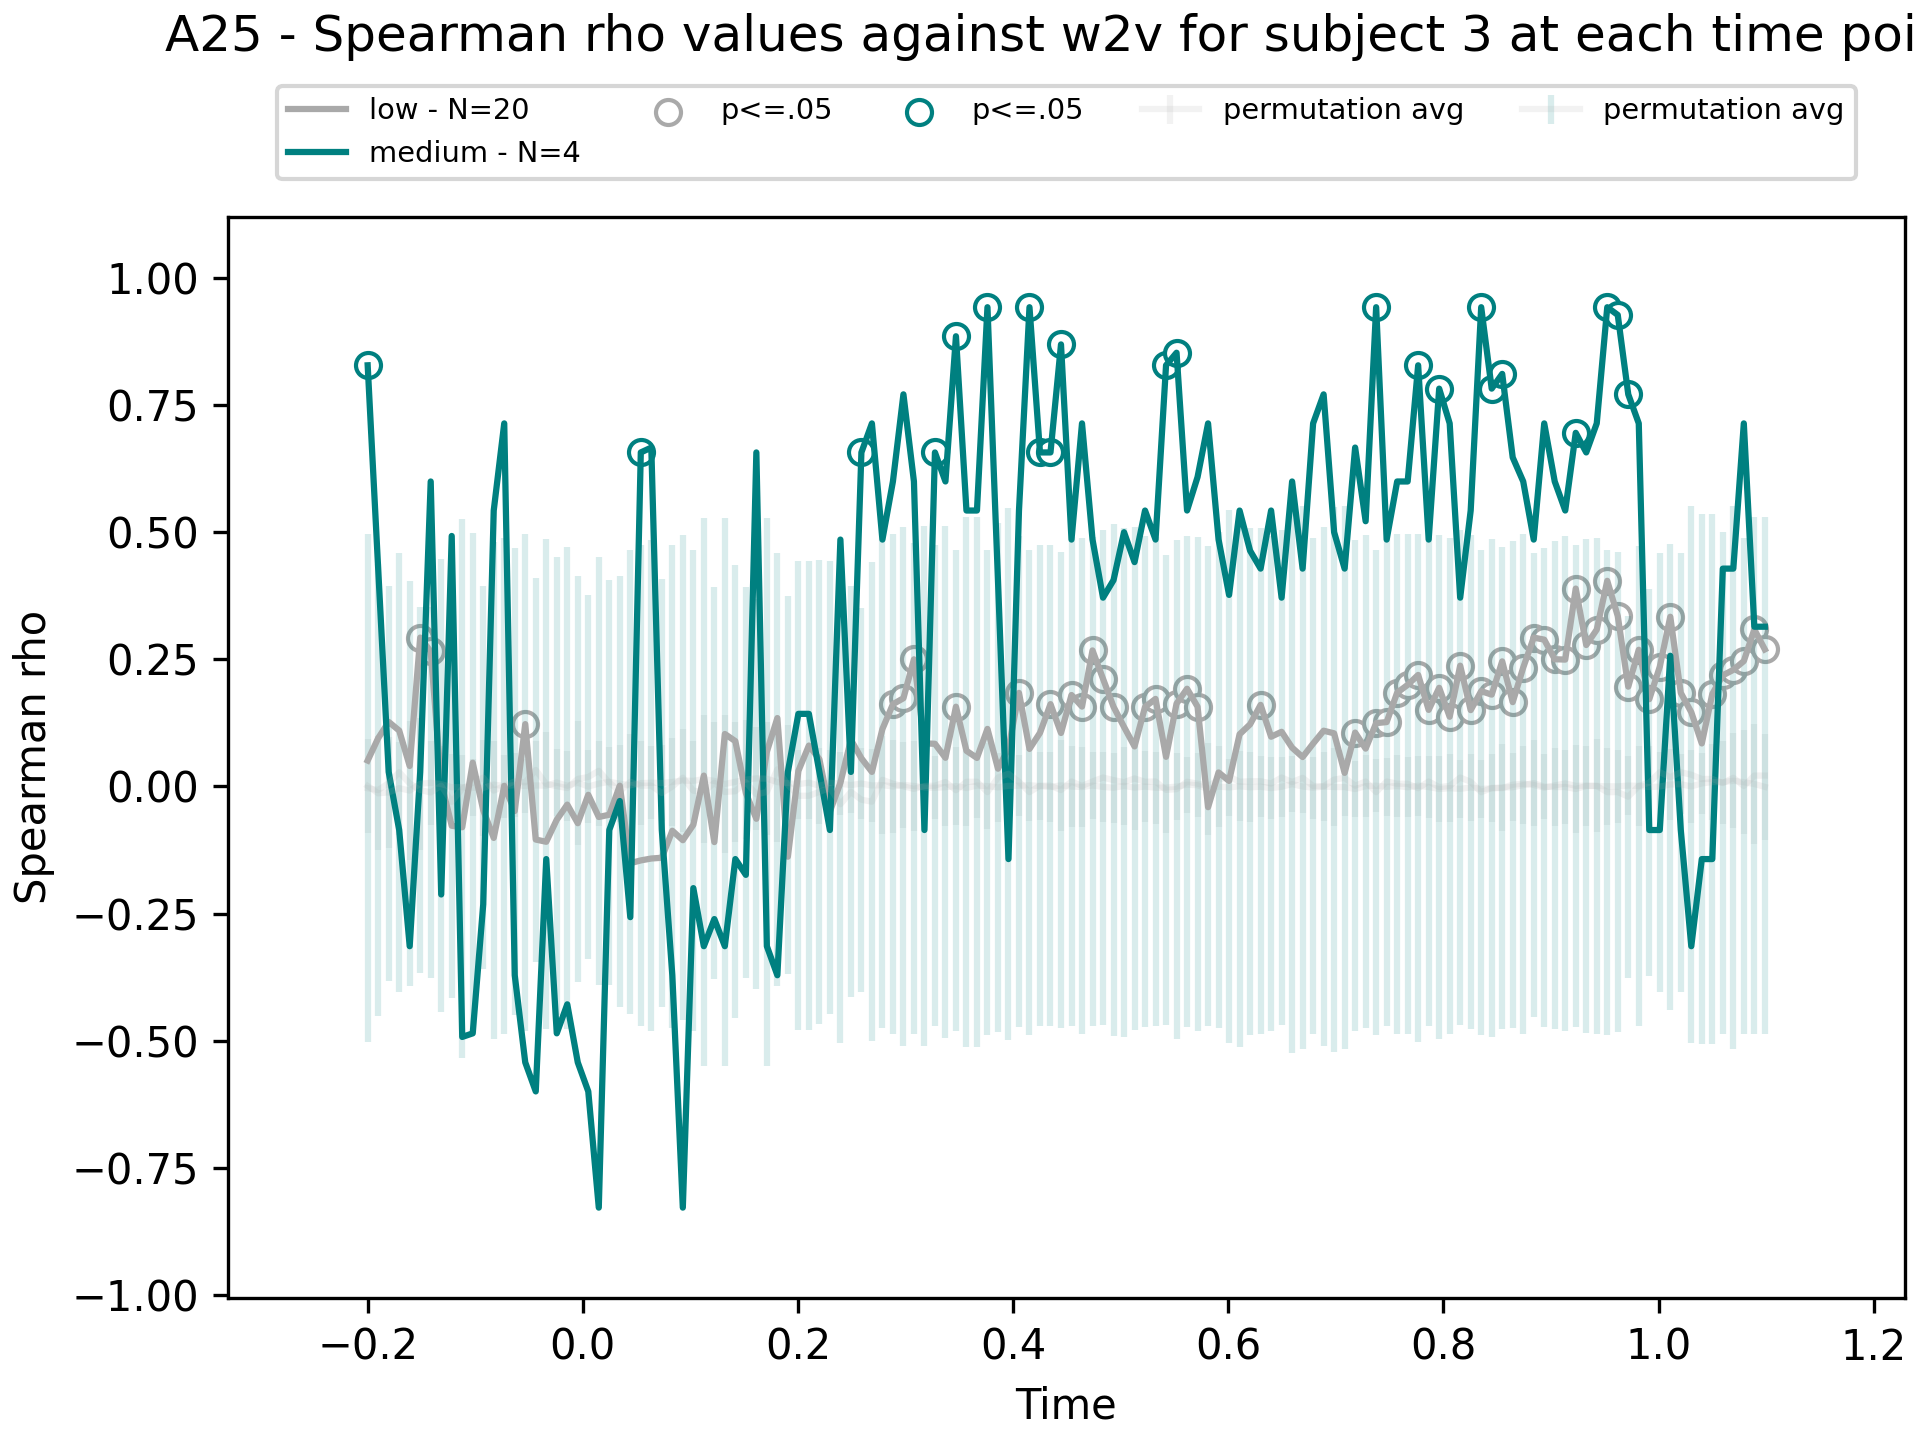 A25 - Spearman rho values against w2v for subject 3 at each time poi
low - N=20
medium - N=4
p<=.05
p<=.05
permutation avg
permutation avg
Spearman rho
1.00
0.75
0.50
0.25
0.00
−0.25
−0.50
−0.75
−1.00
−0.2 0.0 0.2 0.4 0.6 0.8 1.0 1.2
Time